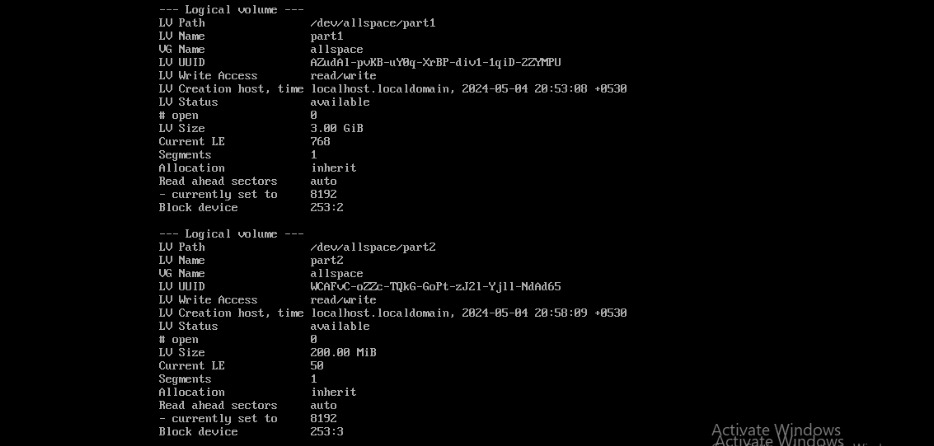 --- Logical volume ---
LV Path /dev/allspace/part1
LV Name part1
VG Name allspace
LV UUID AZudAl-pvKB-uY0q-XrBP-div1-1qiD-2ZYMPU
LV Write Access read/write
LV Creation host, time localhost.localdomain, 2024-05-04 20:53:08 +0530
LV Status available
# open 0
LV Size 3.00 GiB
Current LE 768
Segments 1
Allocation inherit
Read ahead sectors auto
- currently set to 8192
Block device 253:2
--- Logical volume ---
LV Path /dev/allspace/part2
LV Name part2
VG Name allspace
LV UUID WCAFvC-oZZc-TQkG-GoPt-zJ2l-Yjll-NdAd65
LV Write Access read/write
LV Creation host, time localhost.localdomain, 2024-05-04 20:58:09 +0530
LV Status available
# open 0
LV Size 200.00 MiB
Current LE 50
Segments 1
Allocation inherit
Read ahead sectors auto
- currently set to 8192
Block device 253:3
Activate Windows
Activate Windows